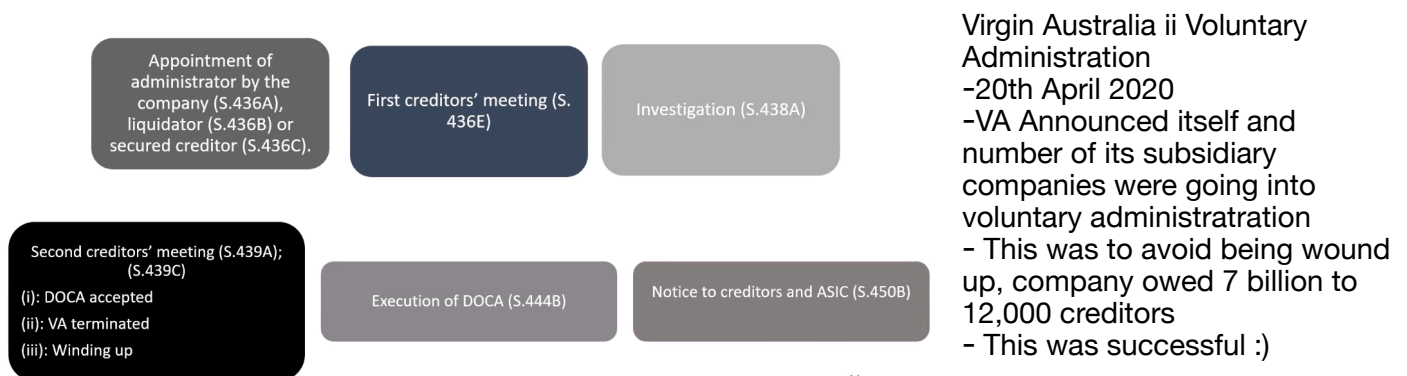 Appointment of
administrator by the
company (S.436A),
liquidator (S.436B) or
secured creditor (S.436C).
First creditors' meeting (S.
436E)
Investigation (S.438A)
Second creditors' meeting (S.439A);
(S.439C)
(i): DOCA accepted
(ii): VA terminated
(iii): Winding up
Execution of DOCA (S.444B)
Notice to creditors and ASIC (S.450B)
Virgin Australia ii Voluntary
Administration
-20th April 2020
-VA Announced itself and
number of its subsidiary
companies were going into
voluntary administratration
- This was to avoid being wound
up, company owed 7 billion to
12,000 creditors
- This was successful :)